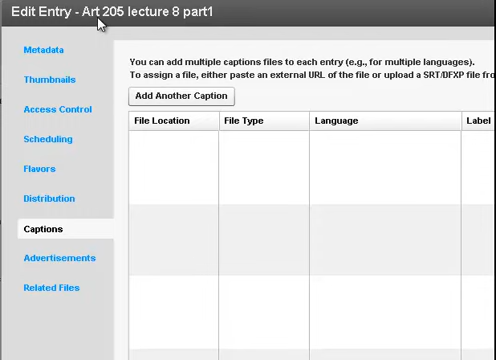 Edit Entry - Art 205 lecture 8 part1
Metadata
Thumbnails
Access Control
Scheduling
Flavors
Distribution
Captions
Advertisements
Related Files
You can add multiple captions files to each entry (e.g., for multiple languages).
To assign a file, either paste an external URL of the file or upload a SRT/DFXP file
Add Another Caption
File Location File Type Language Label